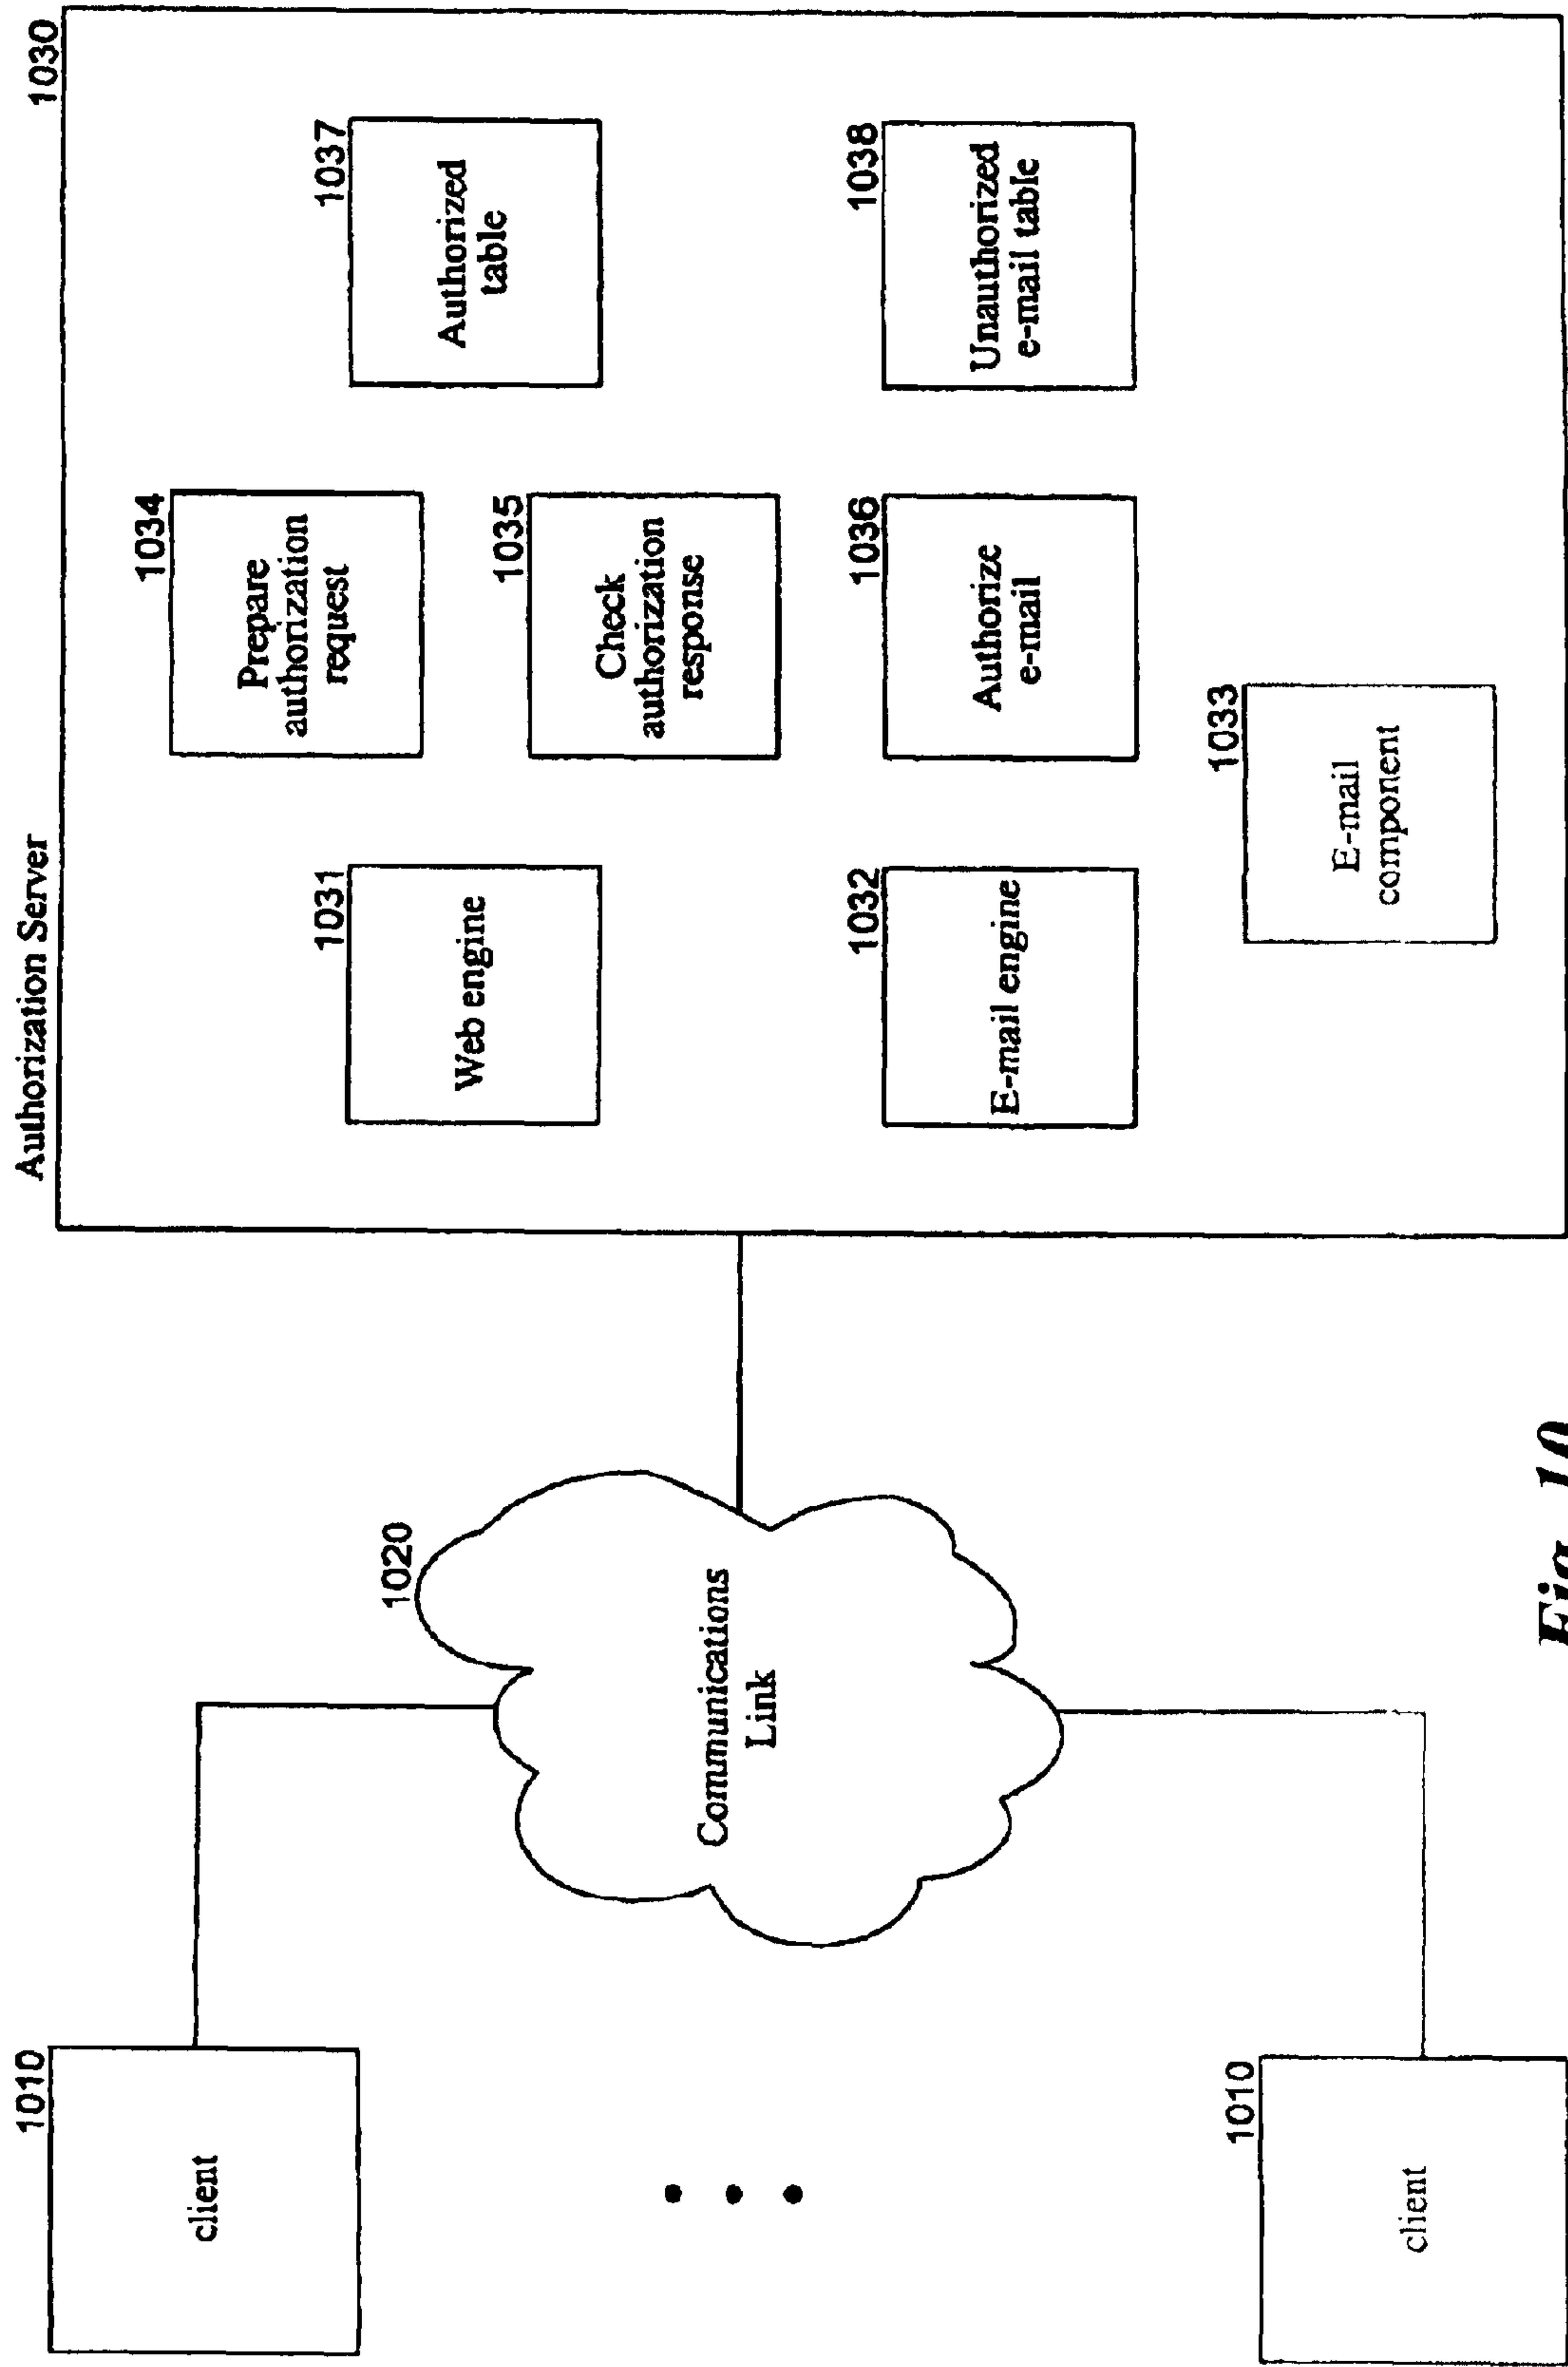 1010
client
1010
client
1020
Communications
Link
Authorization Server
1030
1031
Web engine
1032
E-mail engine
1033
E-mail
component
1034
Prepare
authorization
request
1035
Check
authorization
response
1036
Authorize
e-mail
1037
Authorized
table
1038
Unauthorized
e-mail table
Fig. 10